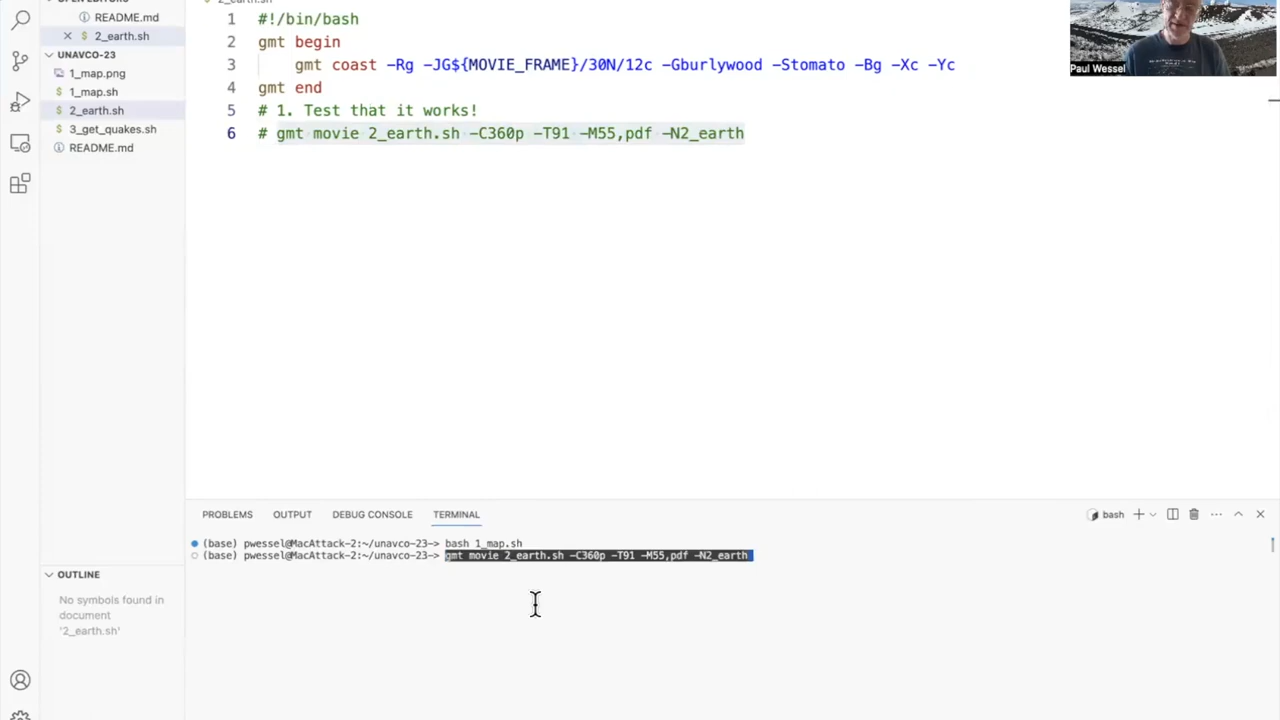 OPEN EDITORS
README.md
2_earth.sh
UNAVCO-23
1_map.png
1_map.sh
2_earth.sh
3_get_quakes.sh
README.md
OUTLINE
No symbols found in
document
'2_earth.sh'
2_earth.sh
1 #!/bin/bash
2 gmt begin
3 gmt coast -Rg -JG${MOVIE_FRAME}/30N/12c -Gburlywood -Stomato -Bg -Xc -Yc
4 gmt end
5 # 1. Test that it works!
6 # gmt movie 2_earth.sh -C360p -T91 -M55,pdf -N2_earth
Paul Wessel
PROBLEMS OUTPUT DEBUG CONSOLE TERMINAL
bash
(base) pwessel@MacAttack-2:~/unavco-23-> bash 1_map.sh
(base) pwessel@MacAttack-2:~/unavco-23-> gmt movie 2_earth.sh -C360p -T91 -M55,pdf -N2_earth